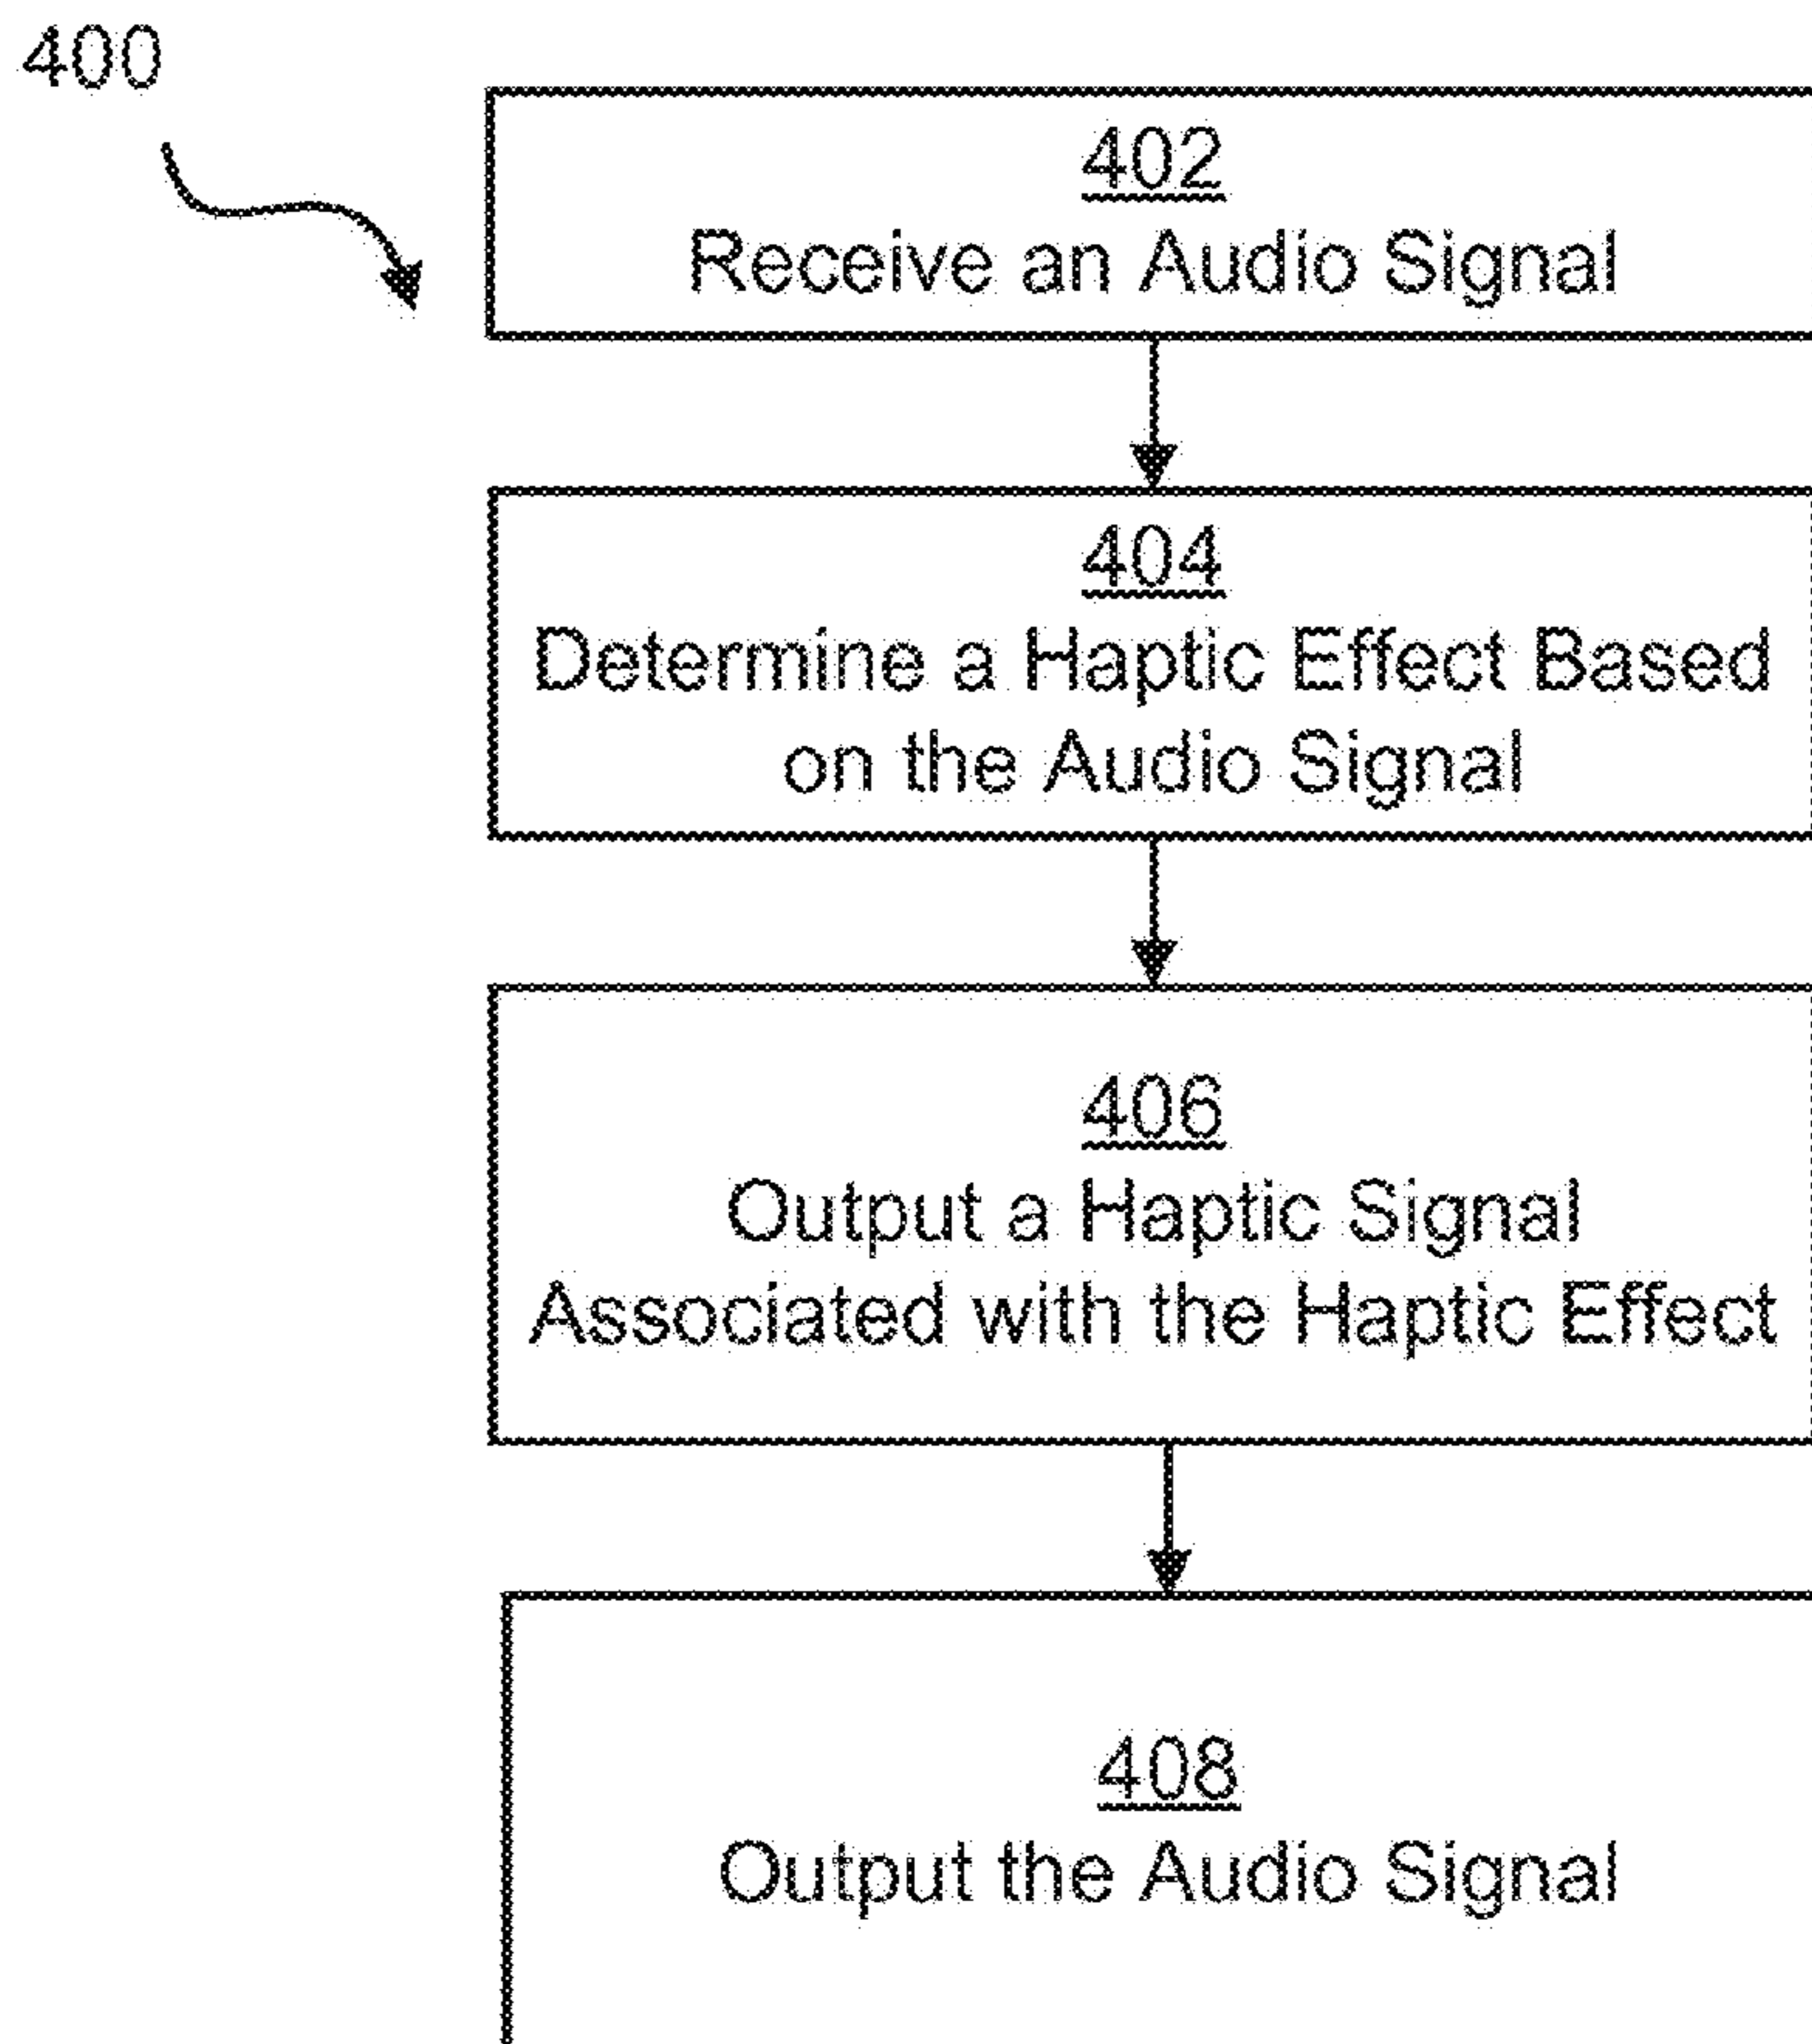 400
402
Receive an Audio Signal
404
Determine a Haptic Effect Based
on the Audio Signal
406
Output a Haptic Signal
Associated with the Haptic Effect
408
Output the Audio Signal